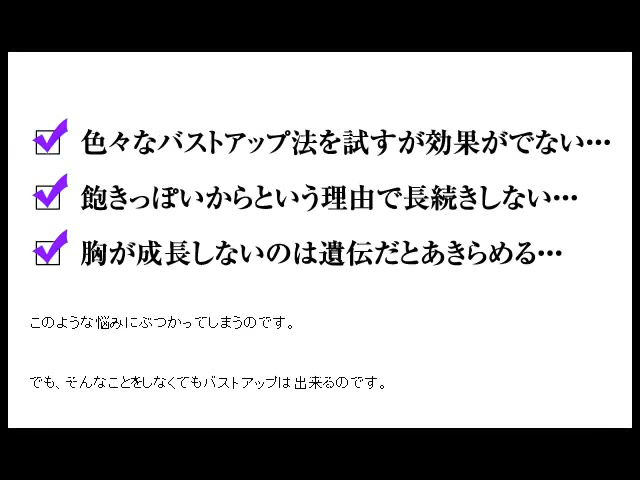 色々なバストアップ法を試すが効果がでない…
飽きっぽいからという理由で長続きしない…
胸が成長しないのは遺伝だとあきらめる…
このような悩みにぶつかってしまうのです。
でも、そんなことをしなくてもバストアップは出来るのです。